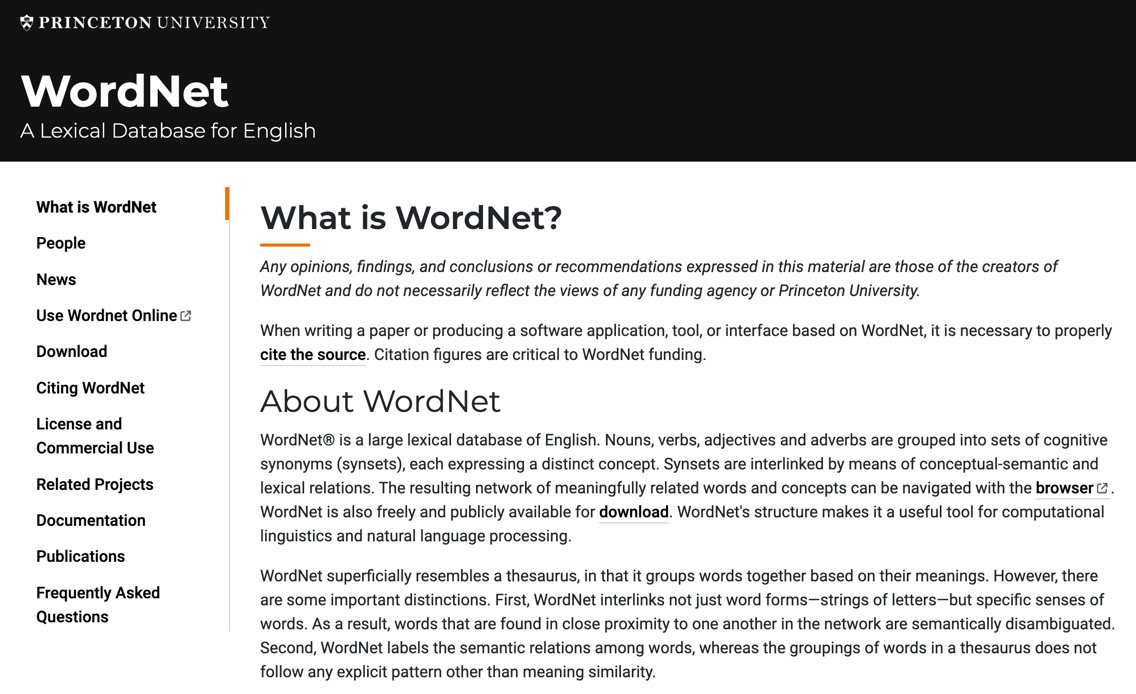 PRINCETON UNIVERSITY
WordNet
A Lexical Database for English
What is WordNet
People
News
Use Wordnet Online
Download
Citing WordNet
License and
Commercial Use
Related Projects
Documentation
Publications
Frequently Asked
Questions
What is WordNet?
Any opinions, findings, and conclusions or recommendations expressed in this material are those of the creators of
WordNet and do not necessarily reflect the views of any funding agency or Princeton University.
When writing a paper or producing a software application, tool, or interface based on WordNet, it is necessary to properly
cite the source. Citation figures are critical to WordNet funding.
About WordNet
WordNet® is a large lexical database of English. Nouns, verbs, adjectives and adverbs are grouped into sets of cognitive
synonyms (synsets), each expressing a distinct concept. Synsets are interlinked by means of conceptual-semantic and
lexical relations. The resulting network of meaningfully related words and concepts can be navigated with the browser.
WordNet is also freely and publicly available for download. WordNet's structure makes it a useful tool for computational
linguistics and natural language processing.
WordNet superficially resembles a thesaurus, in that it groups words together based on their meanings. However, there
are some important distinctions. First, WordNet interlinks not just word forms—strings of letters—but specific senses of
words. As a result, words that are found in close proximity to one another in the network are semantically disambiguated.
Second, WordNet labels the semantic relations among words, whereas the groupings of words in a thesaurus does not
follow any explicit pattern other than meaning similarity.